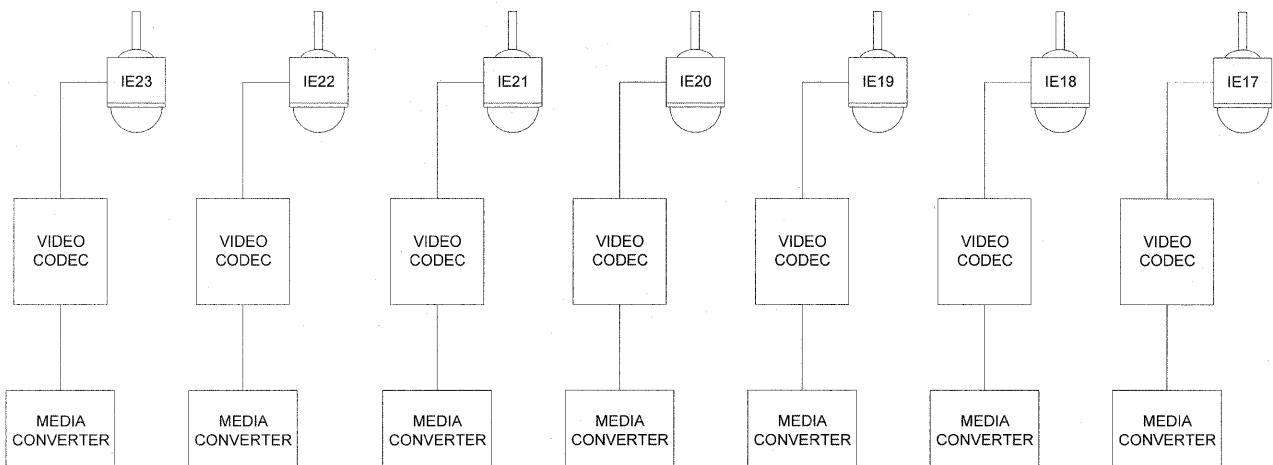 IE23 IE22 IE21 IE20 IE19 IE18 IE17
VIDEO VIDEO VIDEO VIDEO VIDEO VIDEO VIDEO
CODEC CODEC CODEC CODEC CODEC CODEC CODEC
MEDIA MEDIA MEDIA MEDIA MEDIA MEDIA MEDIA
CONVERTER CONVERTER CONVERTER CONVERTER CONVERTER CONVERTER CONVERTER